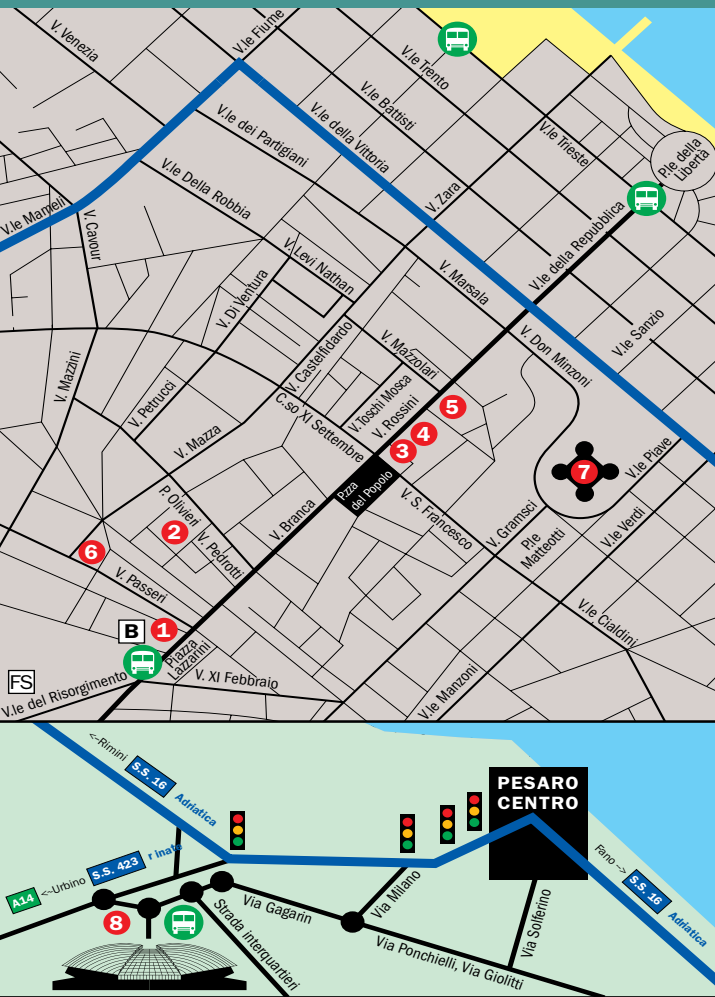 V. Venezia
V.le Fiume
V.le Trento
V.le Battisti
V.le Trieste
P.le della
Libertà
V.le dei Partigiani
V.le della Vittoria
V.le Della Robbia
V. Zara
V.le Mameli
V. Cavour
V.le della Repubblica
V. Levi Nathan
V. Marsala
V. Di Ventura
V.le Sanzio
V. Castelfidardo
V. Mazzolari
V. Don Minzoni
V. Mazzini
V. Petrucci
V. Toschi Mosca
V. Rossini
C.so XI Settembre
5
4
3
V. Mazza
P.zza
del Popolo
7
V.le Piave
P. Olivieri
V. Branca
V. S. Francesco
V. Gramsci
P.le
Matteotti
V.le Verdi
2
V. Pedrotti
6
V. Passeri
V.le Cialdini
B
1
Piazza
Lazzarini
FS
V.le del Risorgimento
V. XI Febbraio
V.le Manzoni
<~Rimini
S.S. 16
Adriatica
PESARO
CENTRO
Fano ~>
S.S. 16
Adriatica
A14
<~Urbino
S.S. 423
r inate
8
Via Gagarin
Via Milano
Strada interquartieri
Via Ponchielli, Via Giolitti
Via Solferino